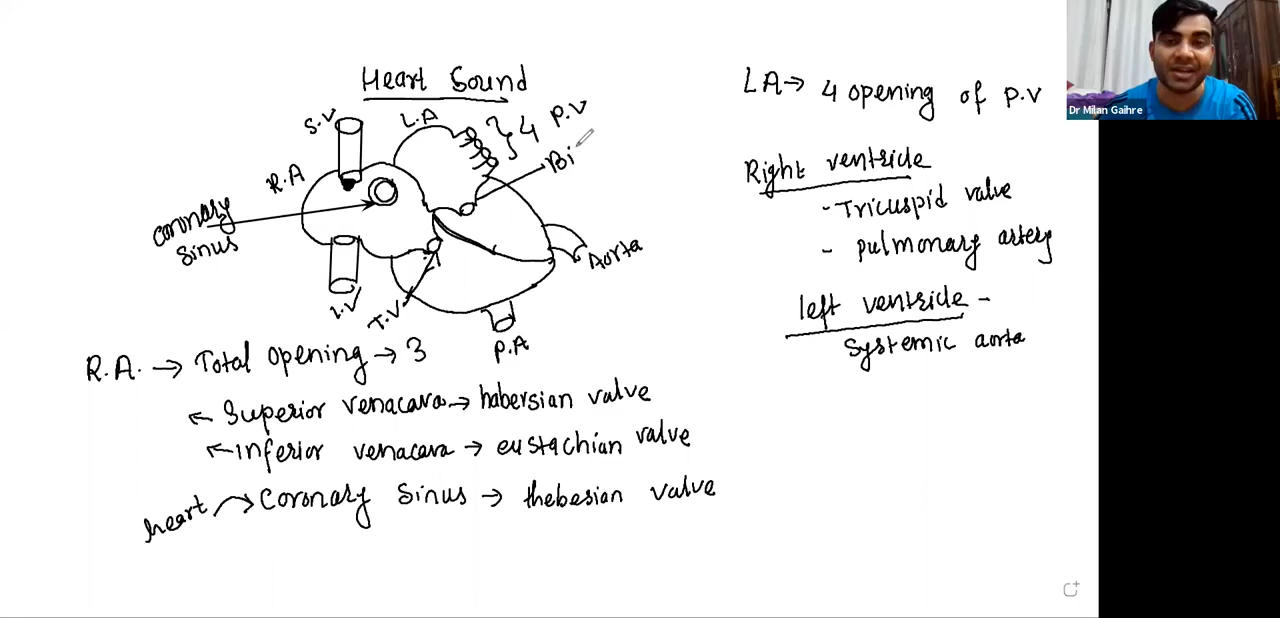 Heart Sound
S.V
L.A
4 P.V
R.A
Bi
Coronary
Sinus
Aorta
I.V
T.V
P.A
R.A. → Total opening → 3
← Superior venacava → habersian valve
← Inferior venacava → eustachian valve
heart → Coronary Sinus → thebesian valve
LA → 4 opening of P.V
Right ventricle
- Tricuspid valve
- pulmonary artery
left ventricle -
Systemic aorta
Dr Milan Gaihre